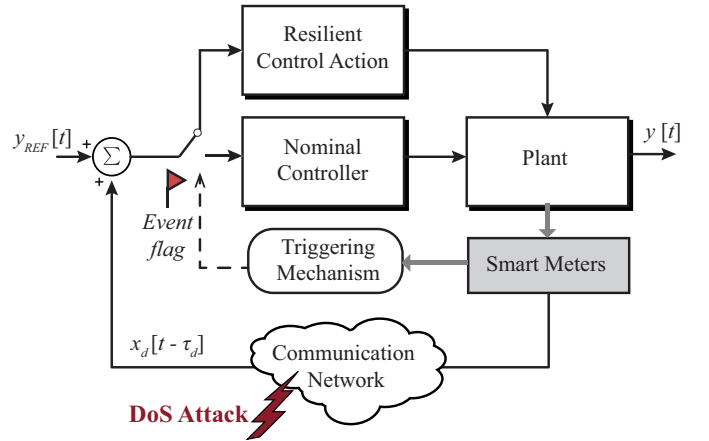 Resilient
Control Action
y_REF [t]
+
Σ
+
Nominal
Controller
Plant
y [t]
Event
flag
Triggering
Mechanism
Smart Meters
x_d [t - τ_d]
Communication
Network
DoS Attack